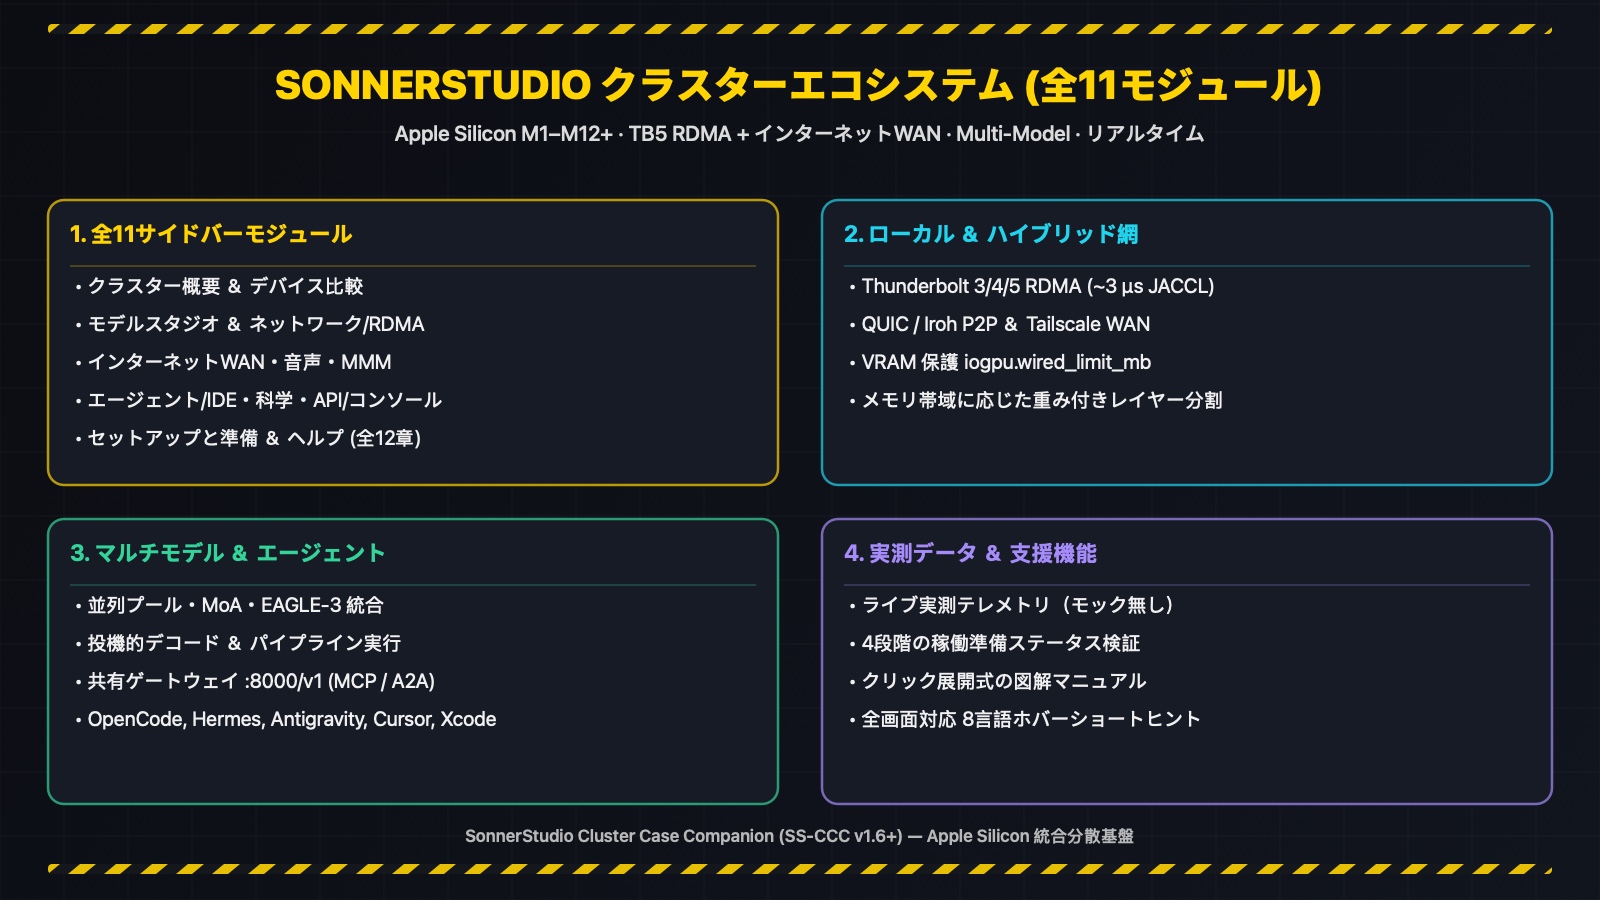 SONNERSTUDIO クラスターエコシステム (全11モジュール)
Apple Silicon M1–M12+ · TB5 RDMA + インターネットWAN · Multi-Model · リアルタイム
1. 全11サイドバーモジュール
• クラスター概要 & デバイス比較
• モデルスタジオ & ネットワーク/RDMA
• インターネットWAN・音声・MMM
• エージェント/IDE・科学・API/コンソール
• セットアップと準備 & ヘルプ (全12章)
2. ローカル & ハイブリッド網
• Thunderbolt 3/4/5 RDMA (~3 µs JACCL)
• QUIC / Iroh P2P & Tailscale WAN
• VRAM 保護 iogpu.wired_limit_mb
• メモリ帯域に応じた重み付きレイヤー分割
3. マルチモデル & エージェント
• 並列プール・MoA・EAGLE-3 統合
• 投機的デコード & パイプライン実行
• 共有ゲートウェイ :8000/v1 (MCP / A2A)
• OpenCode, Hermes, Antigravity, Cursor, Xcode
4. 実測データ & 支援機能
• ライブ実測テレメトリ（モック無し）
• 4段階の稼働準備ステータス検証
• クリック展開式の図解マニュアル
• 全画面対応 8言語ホバーショートヒント
SonnerStudio Cluster Case Companion (SS-CCC v1.6+) — Apple Silicon 統合分散基盤